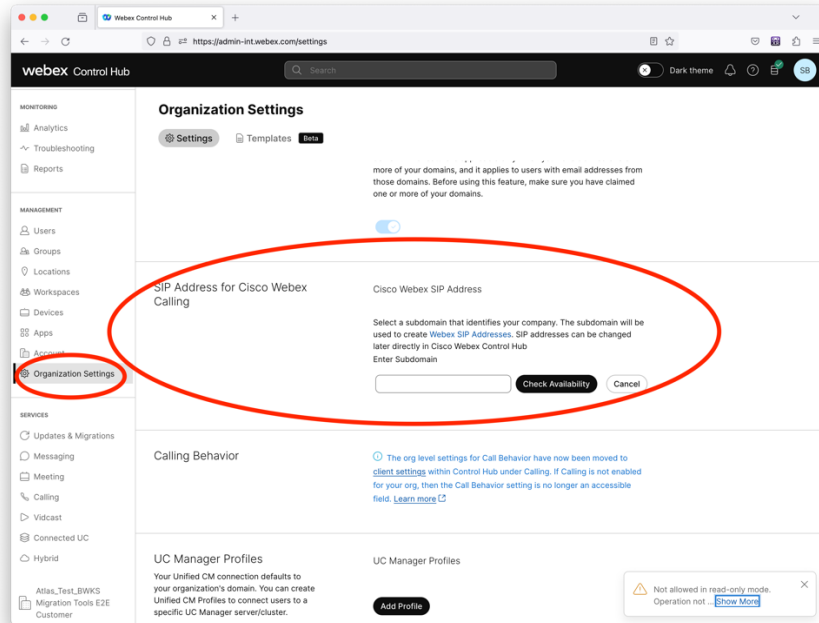 Webex Control Hub
https://admin-int.webex.com/settings
webex Control Hub
Search
Dark theme
SB
MONITORING
Analytics
Troubleshooting
Reports
MANAGEMENT
Users
Groups
Locations
Workspaces
Devices
Apps
Account
Organization Settings
SERVICES
Updates & Migrations
Messaging
Meeting
Calling
Vidcast
Connected UC
Hybrid
Atlas_Test_BWKS
Migration Tools E2E
Customer
Organization Settings
Settings
Templates
Beta
more of your domains, and it applies to users with email addresses from
those domains. Before using this feature, make sure you have claimed
one or more of your domains.
SIP Address for Cisco Webex
Calling
Cisco Webex SIP Address
Select a subdomain that identifies your company. The subdomain will be
used to create Webex SIP Addresses. SIP addresses can be changed
later directly in Cisco Webex Control Hub
Enter Subdomain
Check Availability
Cancel
Calling Behavior
The org level settings for Call Behavior have now been moved to
client settings within Control Hub under Calling. If Calling is not enabled
for your org, then the Call Behavior setting is no longer an accessible
field. Learn more
UC Manager Profiles
Your Unified CM connection defaults to
your organization's domain. You can create
Unified CM Profiles to connect users to a
specific UC Manager server/cluster.
UC Manager Profiles
Add Profile
Not allowed in read-only mode.
Operation not ... Show More